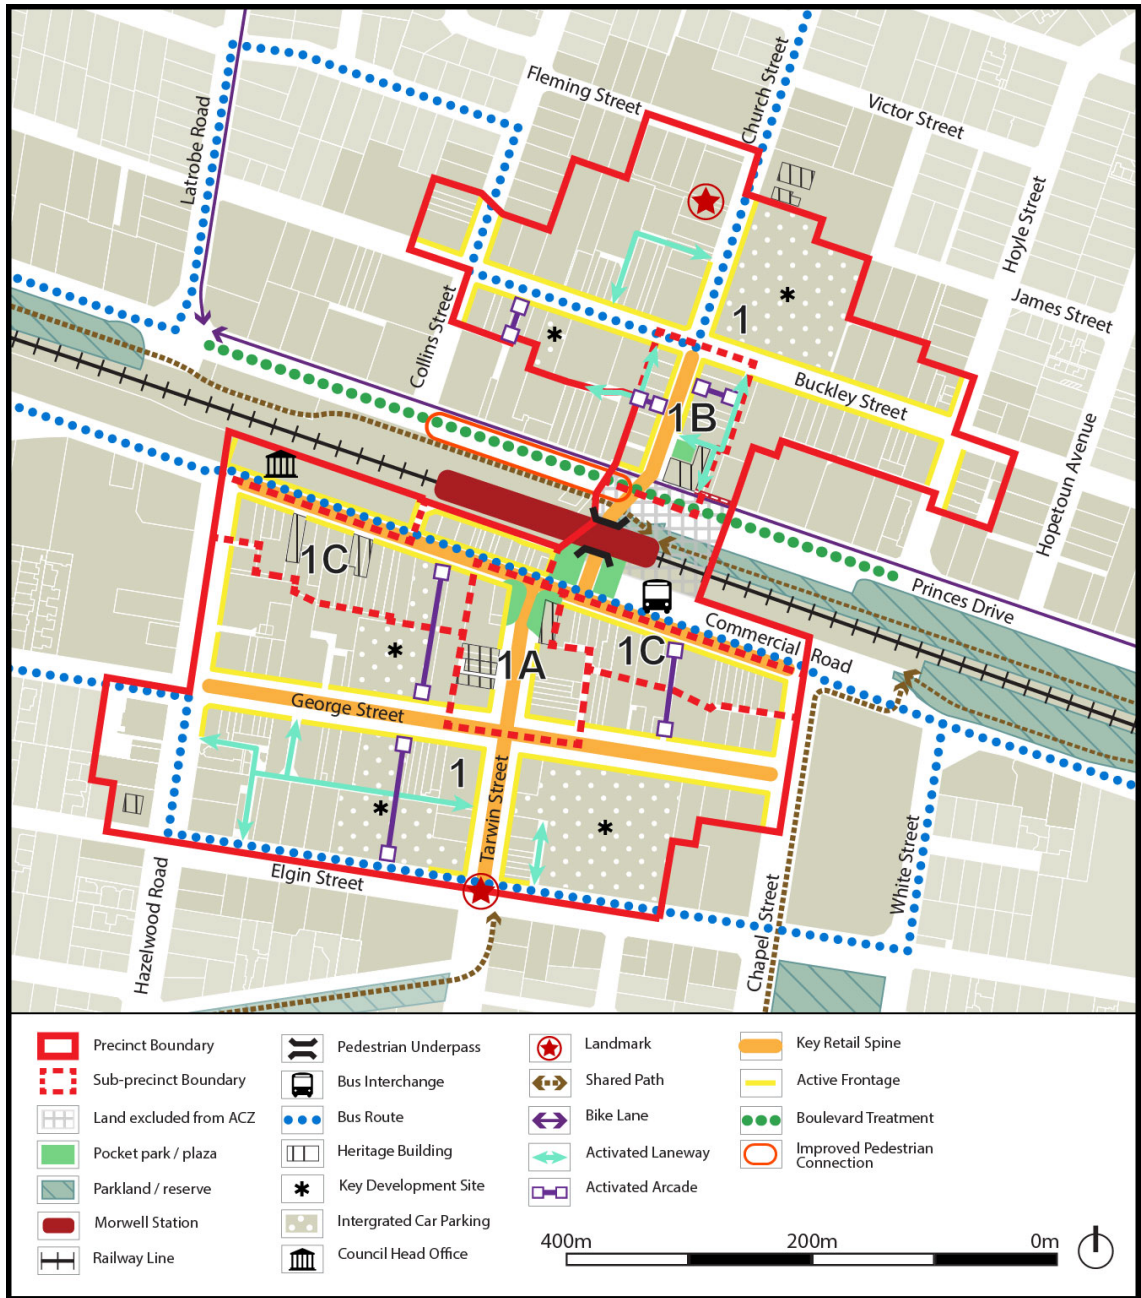 Fleming Street
Church Street
Victor Street
Latrobe Road
Hoyle Street
James Street
Collins Street
1
Buckley Street
1B
Hopetoun Avenue
Princes Drive
1C
Commercial Road
1A
1C
George Street
1
Tarwin Street
Elgin Street
Hazelwood Road
Chapel Street
White Street
Precinct Boundary
Sub-precinct Boundary
Land excluded from ACZ
Pocket park / plaza
Parkland / reserve
Morwell Station
Railway Line
Pedestrian Underpass
Bus Interchange
Bus Route
Heritage Building
Key Development Site
Intergrated Car Parking
Council Head Office
Landmark
Shared Path
Bike Lane
Activated Laneway
Activated Arcade
Key Retail Spine
Active Frontage
Boulevard Treatment
Improved Pedestrian
Connection
400m 200m 0m